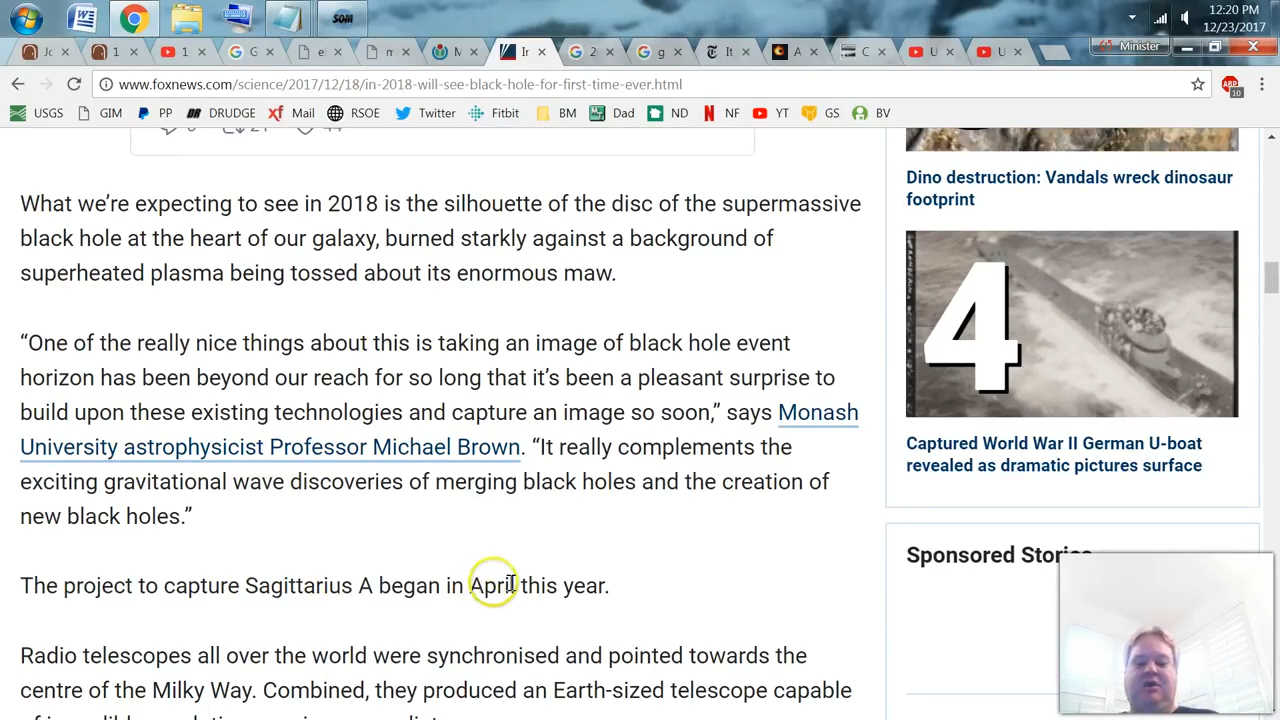 SOM
12:20 PM
12/23/2017
1
1
G
e
n
M
Ir
2
g
It
A
C
U
U
Minister
www.foxnews.com/science/2017/12/18/in-2018-will-see-black-hole-for-first-time-ever.html
ABP
10
USGS GIM PP DRUDGE xf Mail RSOE Twitter Fitbit BM Dad ND NF YT GS BV
What we’re expecting to see in 2018 is the silhouette of the disc of the supermassive
black hole at the heart of our galaxy, burned starkly against a background of
superheated plasma being tossed about its enormous maw.
“One of the really nice things about this is taking an image of black hole event
horizon has been beyond our reach for so long that it’s been a pleasant surprise to
build upon these existing technologies and capture an image so soon,” says Monash
University astrophysicist Professor Michael Brown. “It really complements the
exciting gravitational wave discoveries of merging black holes and the creation of
new black holes.”
The project to capture Sagittarius A began in April this year.
Radio telescopes all over the world were synchronised and pointed towards the
centre of the Milky Way. Combined, they produced an Earth-sized telescope capable
Dino destruction: Vandals wreck dinosaur
footprint
4
Captured World War II German U-boat
revealed as dramatic pictures surface
Sponsored Stories